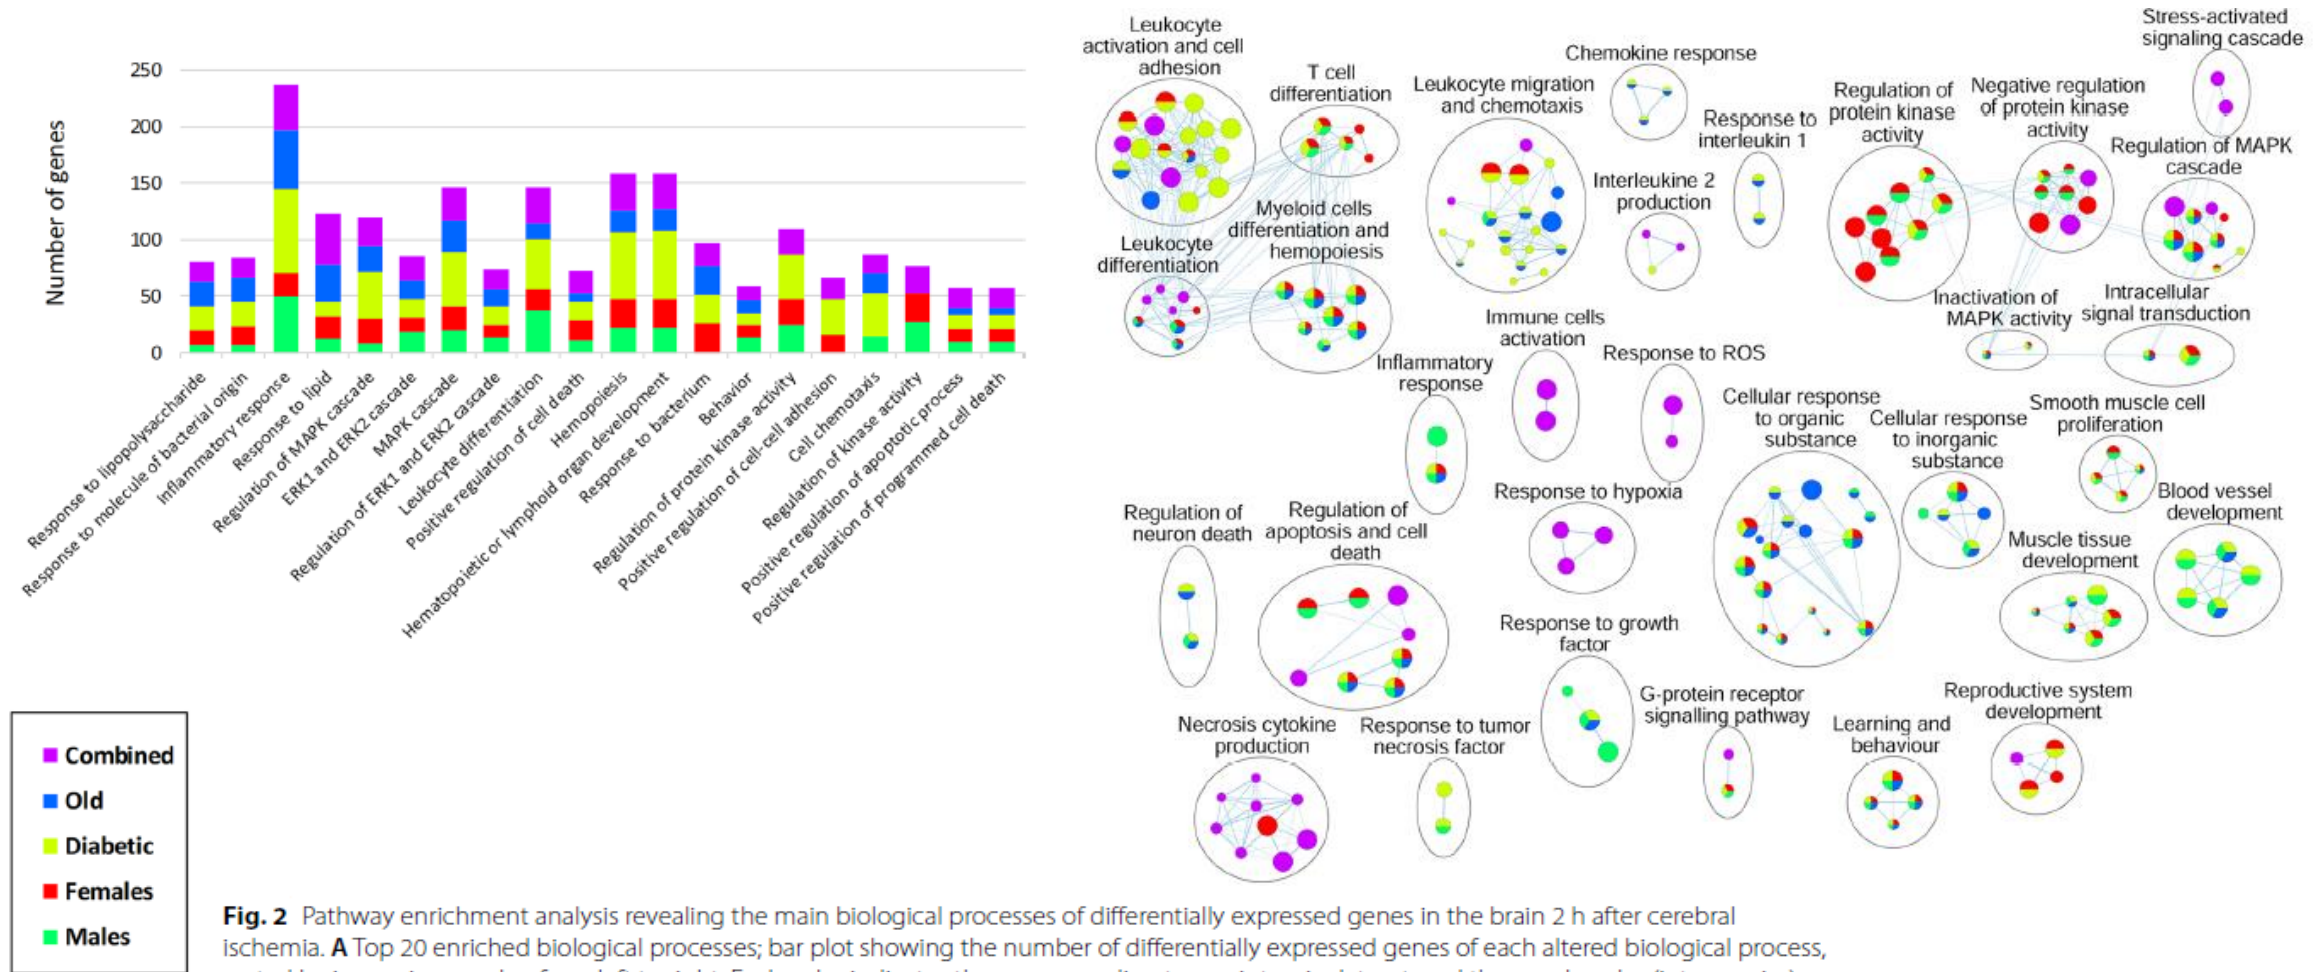 250
200
150
100
50
0
Number of genes
Response to lipopolysaccharide
Response to molecule of bacterial origin
Inflammatory response
Response to lipid
Regulation of MAPK cascade
ERK1 and ERK2 cascade
MAPK cascade
Regulation of ERK1 and ERK2 cascade
Leukocyte differentiation
Positive regulation of cell death
Hemopoiesis
Hematopoietic or lymphoid organ development
Response to bacterium
Behavior
Regulation of protein kinase activity
Positive regulation of cell-cell adhesion
Cell chemotaxis
Regulation of kinase activity
Positive regulation of apoptotic process
Positive regulation of programmed cell death
Combined
Old
Diabetic
Females
Males
Leukocyte
activation and cell
adhesion
T cell
differentiation
Leukocyte migration
and chemotaxis
Chemokine response
Response to
interleukin 1
Interleukine 2
production
Regulation of
protein kinase
activity
Negative regulation
of protein kinase
activity
Stress-activated
signaling cascade
Regulation of MAPK
cascade
Leukocyte
differentiation
Myeloid cells
differentiation and
hemopoiesis
Inactivation of
MAPK activity
Intracellular
signal transduction
Immune cells
activation
Inflammatory
response
Response to ROS
Cellular response
to organic
substance
Cellular response
to inorganic
substance
Smooth muscle cell
proliferation
Blood vessel
development
Muscle tissue
development
Response to hypoxia
Regulation of
neuron death
Regulation of
apoptosis and cell
death
Response to growth
factor
G-protein receptor
signalling pathway
Learning and
behaviour
Reproductive system
development
Necrosis cytokine
production
Response to tumor
necrosis factor
Fig. 2 Pathway enrichment analysis revealing the main biological processes of differentially expressed genes in the brain 2 h after cerebral
ischemia. A Top 20 enriched biological processes; bar plot showing the number of differentially expressed genes of each altered biological process,